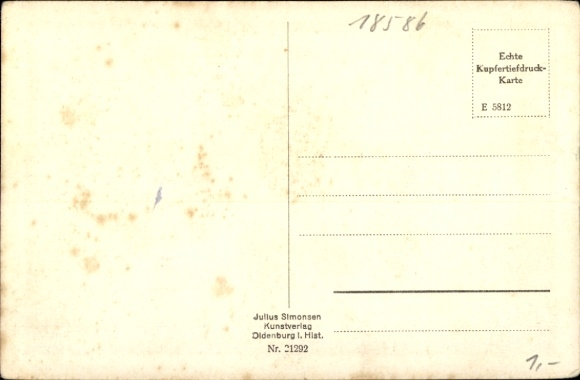 18586
Echte
Kupfertiefdruck-
Karte
E 5812
Julius Simonsen
Kunstverlag
Oldenburg i. Hlst.
Nr. 21292
1,-